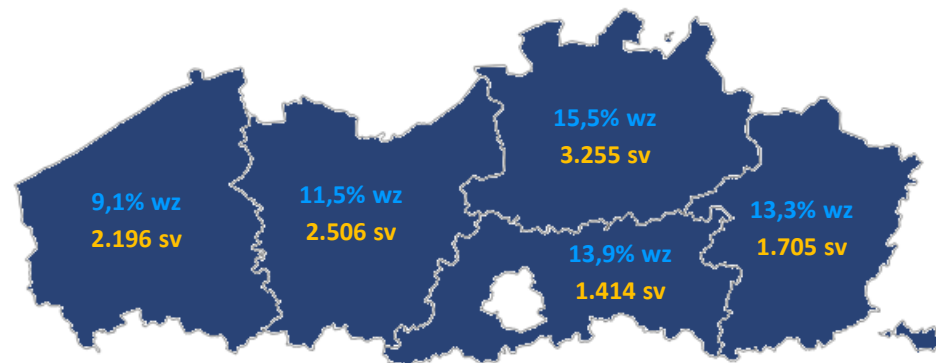 9,1% wz
2.196 sv
11,5% wz
2.506 sv
15,5% wz
3.255 sv
13,9% wz
1.414 sv
13,3% wz
1.705 sv